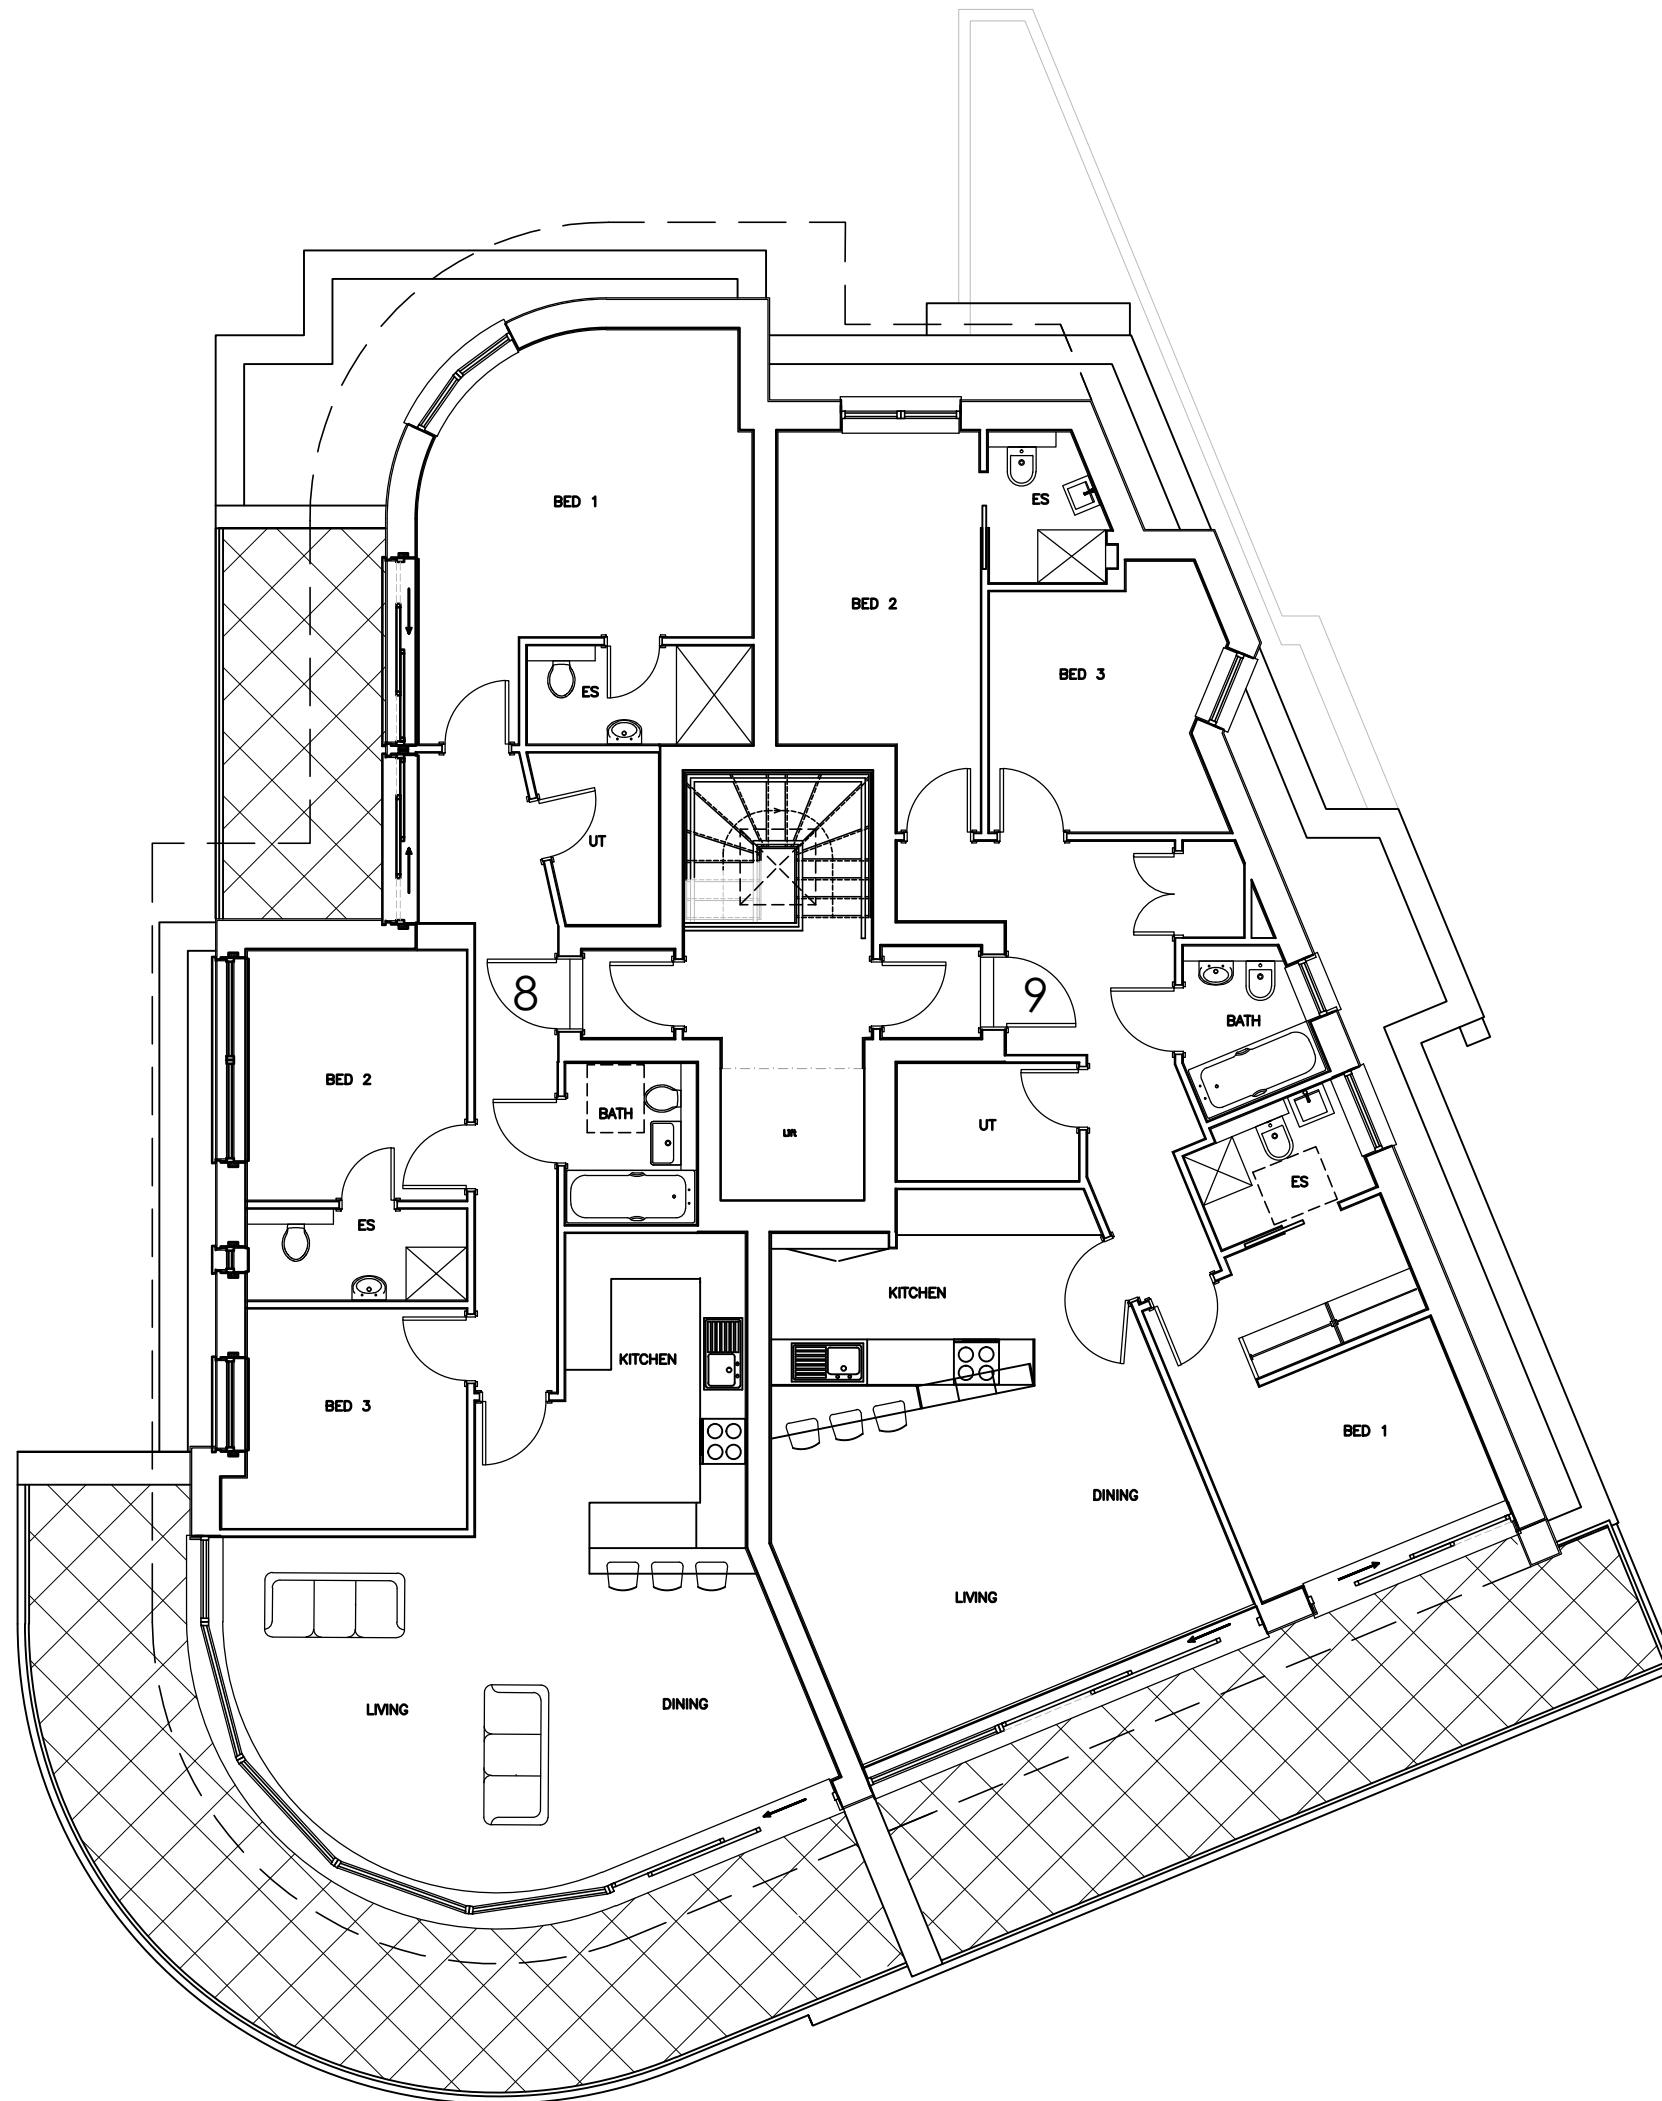 BED 1
ES
BED 2
BED 3
ES
UT
8
9
BATH
BED 2
BATH
UT
Lift
ES
ES
KITCHEN
KITCHEN
BED 3
BED 1
DINING
LIVING
LIVING
DINING